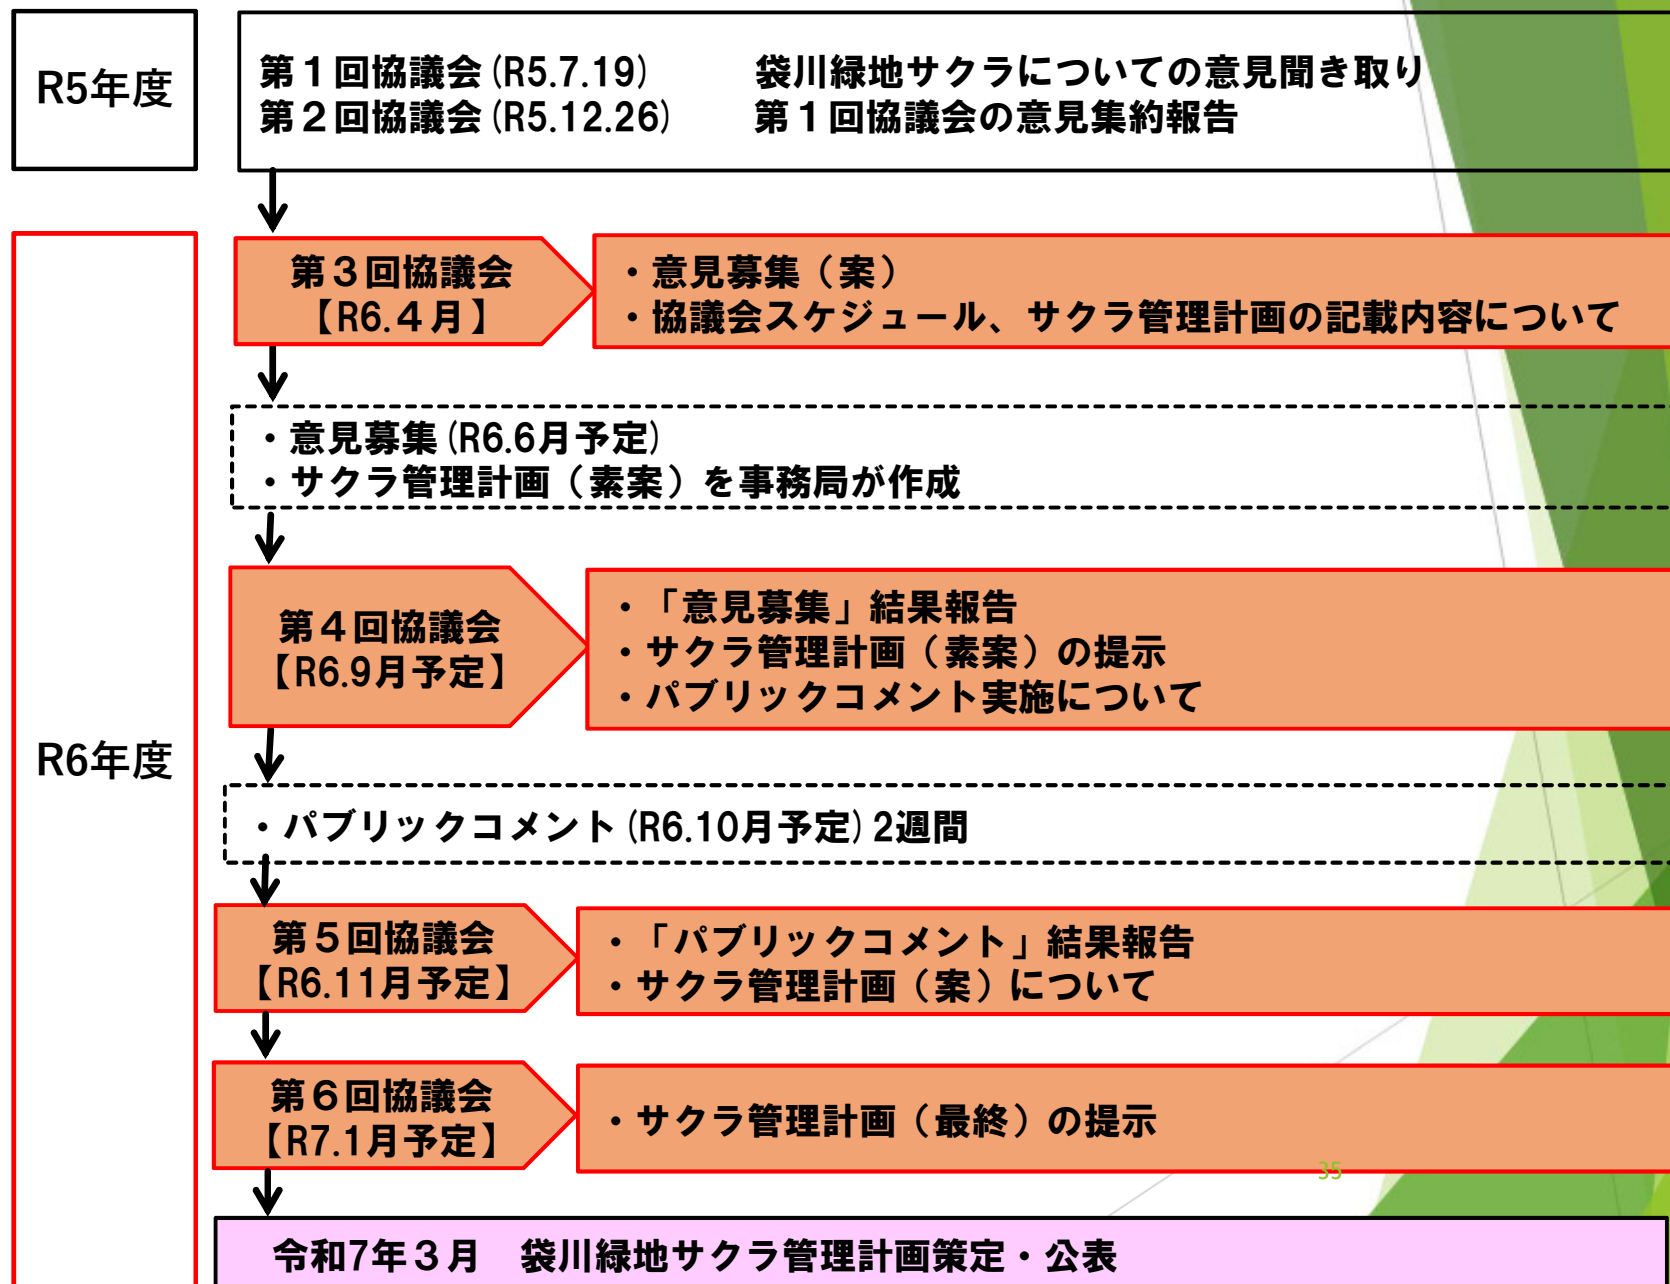 R5年度
第1回協議会(R5.7.19) 袋川緑地サクラについての意見聞き取り
第2回協議会(R5.12.26) 第1回協議会の意見集約報告
R6年度
第3回協議会
【R6.4月】
・意見募集（案）
・協議会スケジュール、サクラ管理計画の記載内容について
・意見募集(R6.6月予定)
・サクラ管理計画（素案）を事務局が作成
第4回協議会
【R6.9月予定】
・「意見募集」結果報告
・サクラ管理計画（素案）の提示
・パブリックコメント実施について
・パブリックコメント(R6.10月予定)2週間
第5回協議会
【R6.11月予定】
・「パブリックコメント」結果報告
・サクラ管理計画（案）について
第6回協議会
【R7.1月予定】
・サクラ管理計画（最終）の提示
35
令和7年3月 袋川緑地サクラ管理計画策定・公表